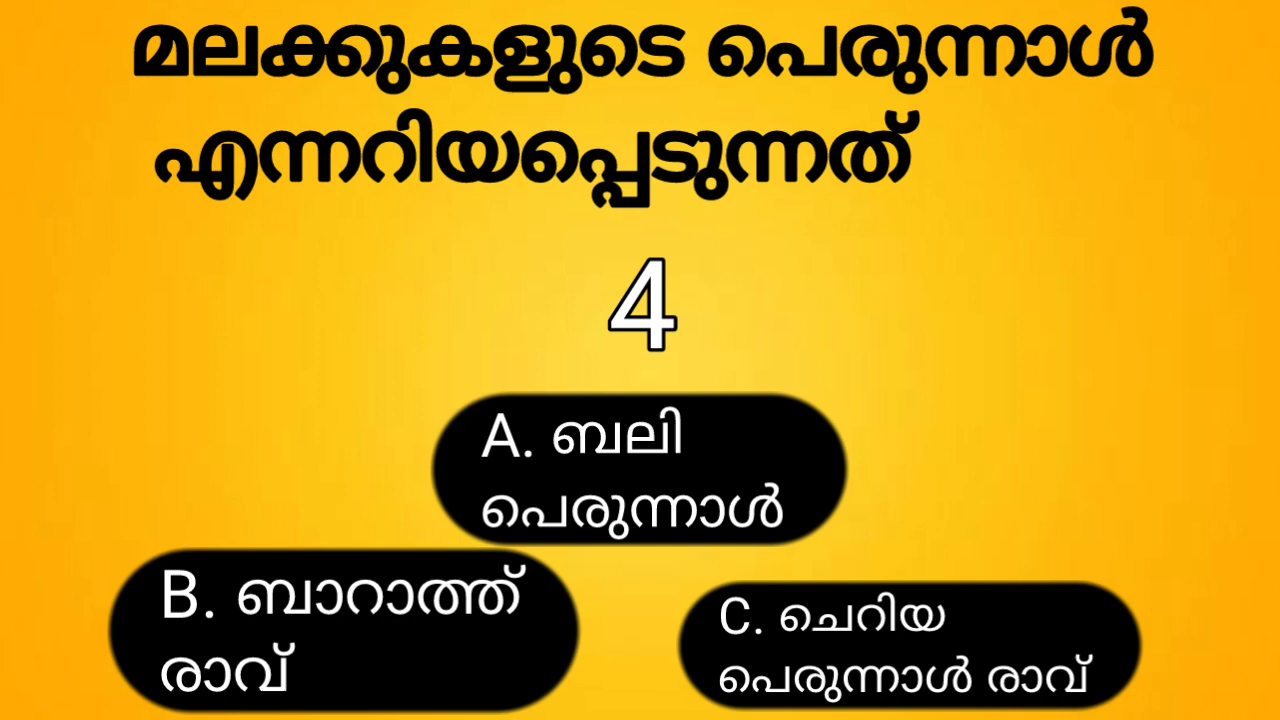 മലക്കുകളുടെ പെരുന്നാൾ
എന്നറിയപ്പെടുന്നത്
4
A. ബലി
പെരുന്നാൾ
B. ബാറാത്ത്
രാവ്
C. ചെറിയ
പെരുന്നാൾ രാവ്